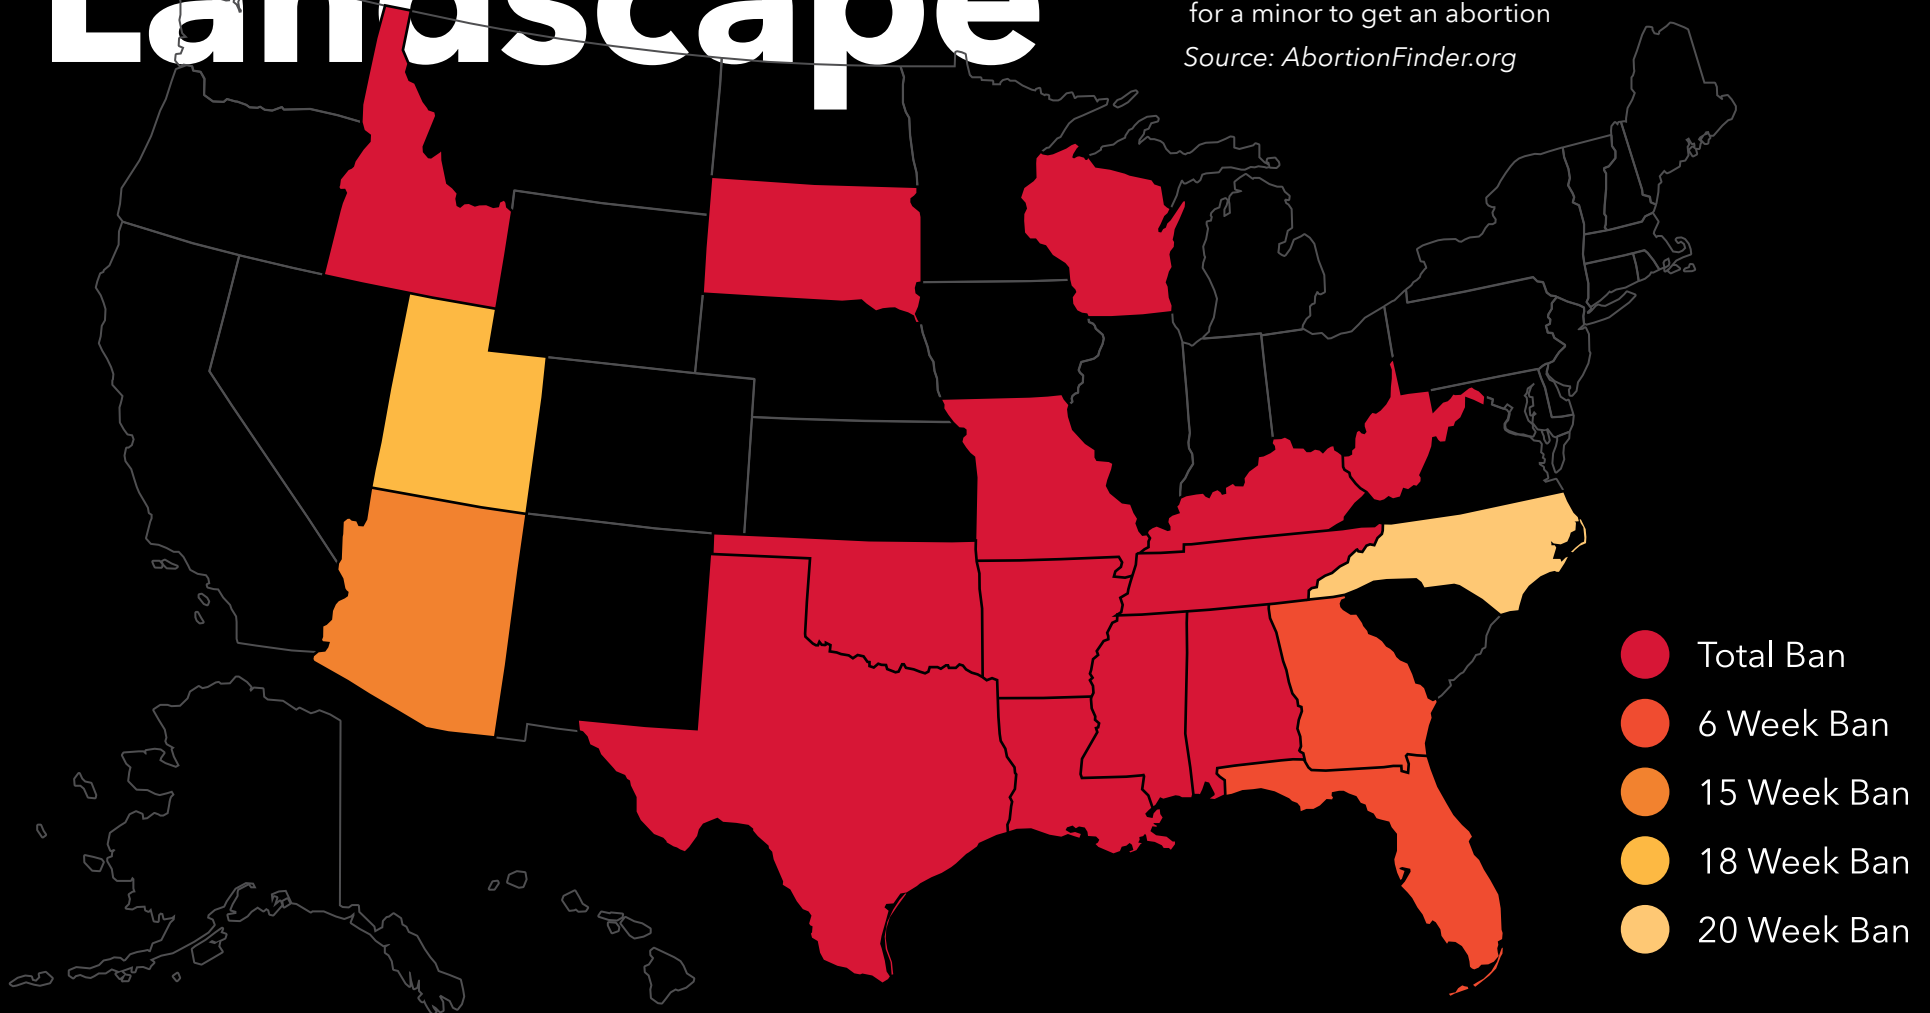 Landscape
for a minor to get an abortion
Source: AbortionFinder.org
Total Ban
6 Week Ban
15 Week Ban
18 Week Ban
20 Week Ban